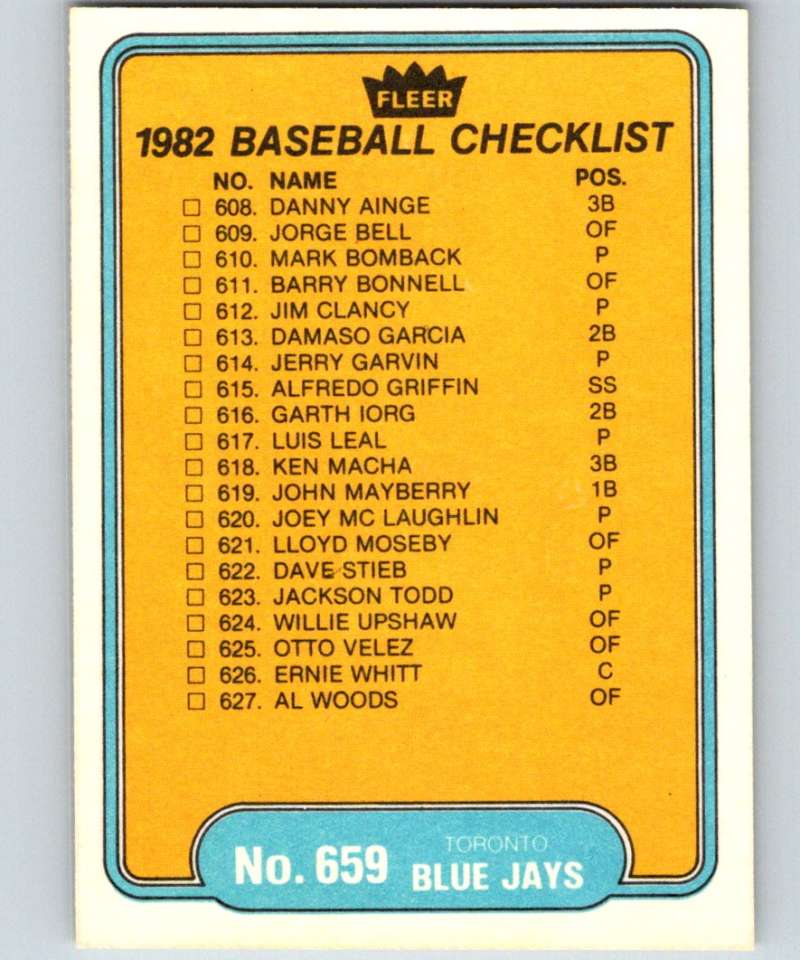 FLEER
1982 BASEBALL CHECKLIST
NO. NAME POS.
608. DANNY AINGE 3B
609. JORGE BELL OF
610. MARK BOMBACK P
611. BARRY BONNELL OF
612. JIM CLANCY P
613. DAMASO GARCIA 2B
614. JERRY GARVIN P
615. ALFREDO GRIFFIN SS
616. GARTH IORG 2B
617. LUIS LEAL P
618. KEN MACHA 3B
619. JOHN MAYBERRY 1B
620. JOEY MC LAUGHLIN P
621. LLOYD MOSEBY OF
622. DAVE STIEB P
623. JACKSON TODD P
624. WILLIE UPSHAW OF
625. OTTO VELEZ OF
626. ERNIE WHITT C
627. AL WOODS OF
No. 659 TORONTO
BLUE JAYS